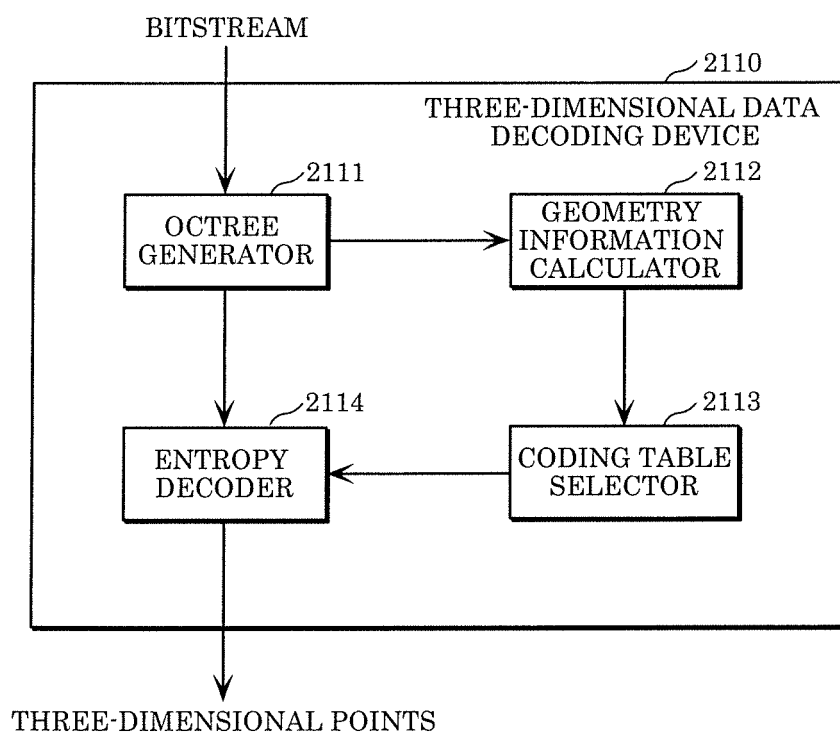 BITSTREAM
2110
THREE-DIMENSIONAL DATA
DECODING DEVICE
2111
OCTREE
GENERATOR
2112
GEOMETRY
INFORMATION
CALCULATOR
2114
ENTROPY
DECODER
2113
CODING TABLE
SELECTOR
THREE-DIMENSIONAL POINTS